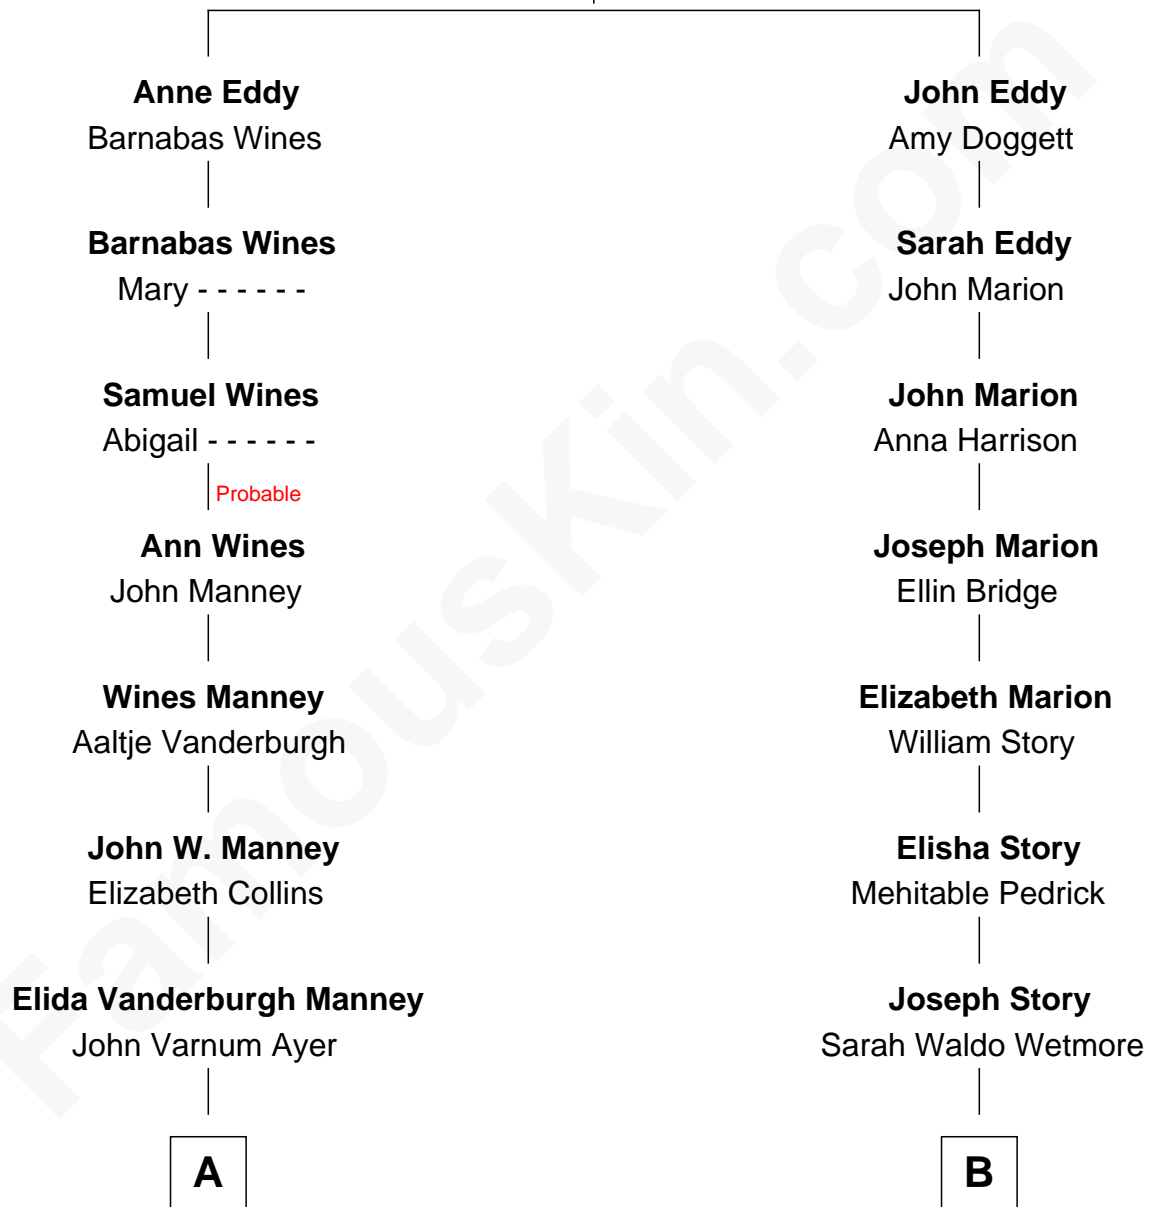 Anne Eddy
Barnabas Wines
Barnabas Wines
Mary - - - - - -
Samuel Wines
Abigail - - - - - -
Probable
Ann Wines
John Manney
Wines Manney
Aaltje Vanderburgh
John W. Manney
Elizabeth Collins
Elida Vanderburgh Manney
John Varnum Ayer
A
John Eddy
Amy Doggett
Sarah Eddy
John Marion
John Marion
Anna Harrison
Joseph Marion
Ellin Bridge
Elizabeth Marion
William Story
Elisha Story
Mehitable Pedrick
Joseph Story
Sarah Waldo Wetmore
B
FamousKin.com